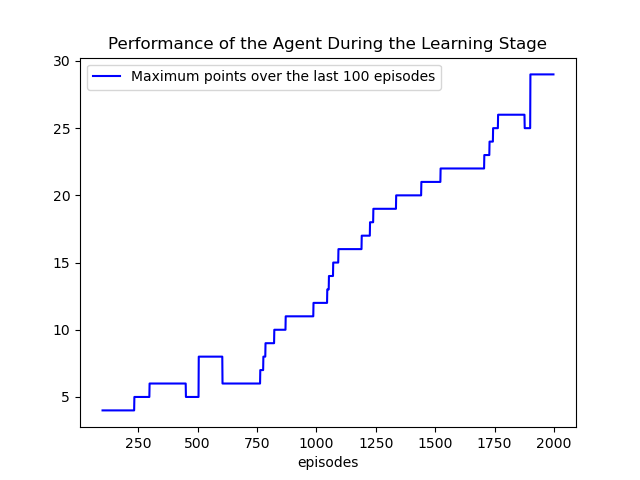 Performance of the Agent During the Learning Stage
Maximum points over the last 100 episodes
30
25
20
15
10
5
250 500 750 1000 1250 1500 1750 2000
episodes